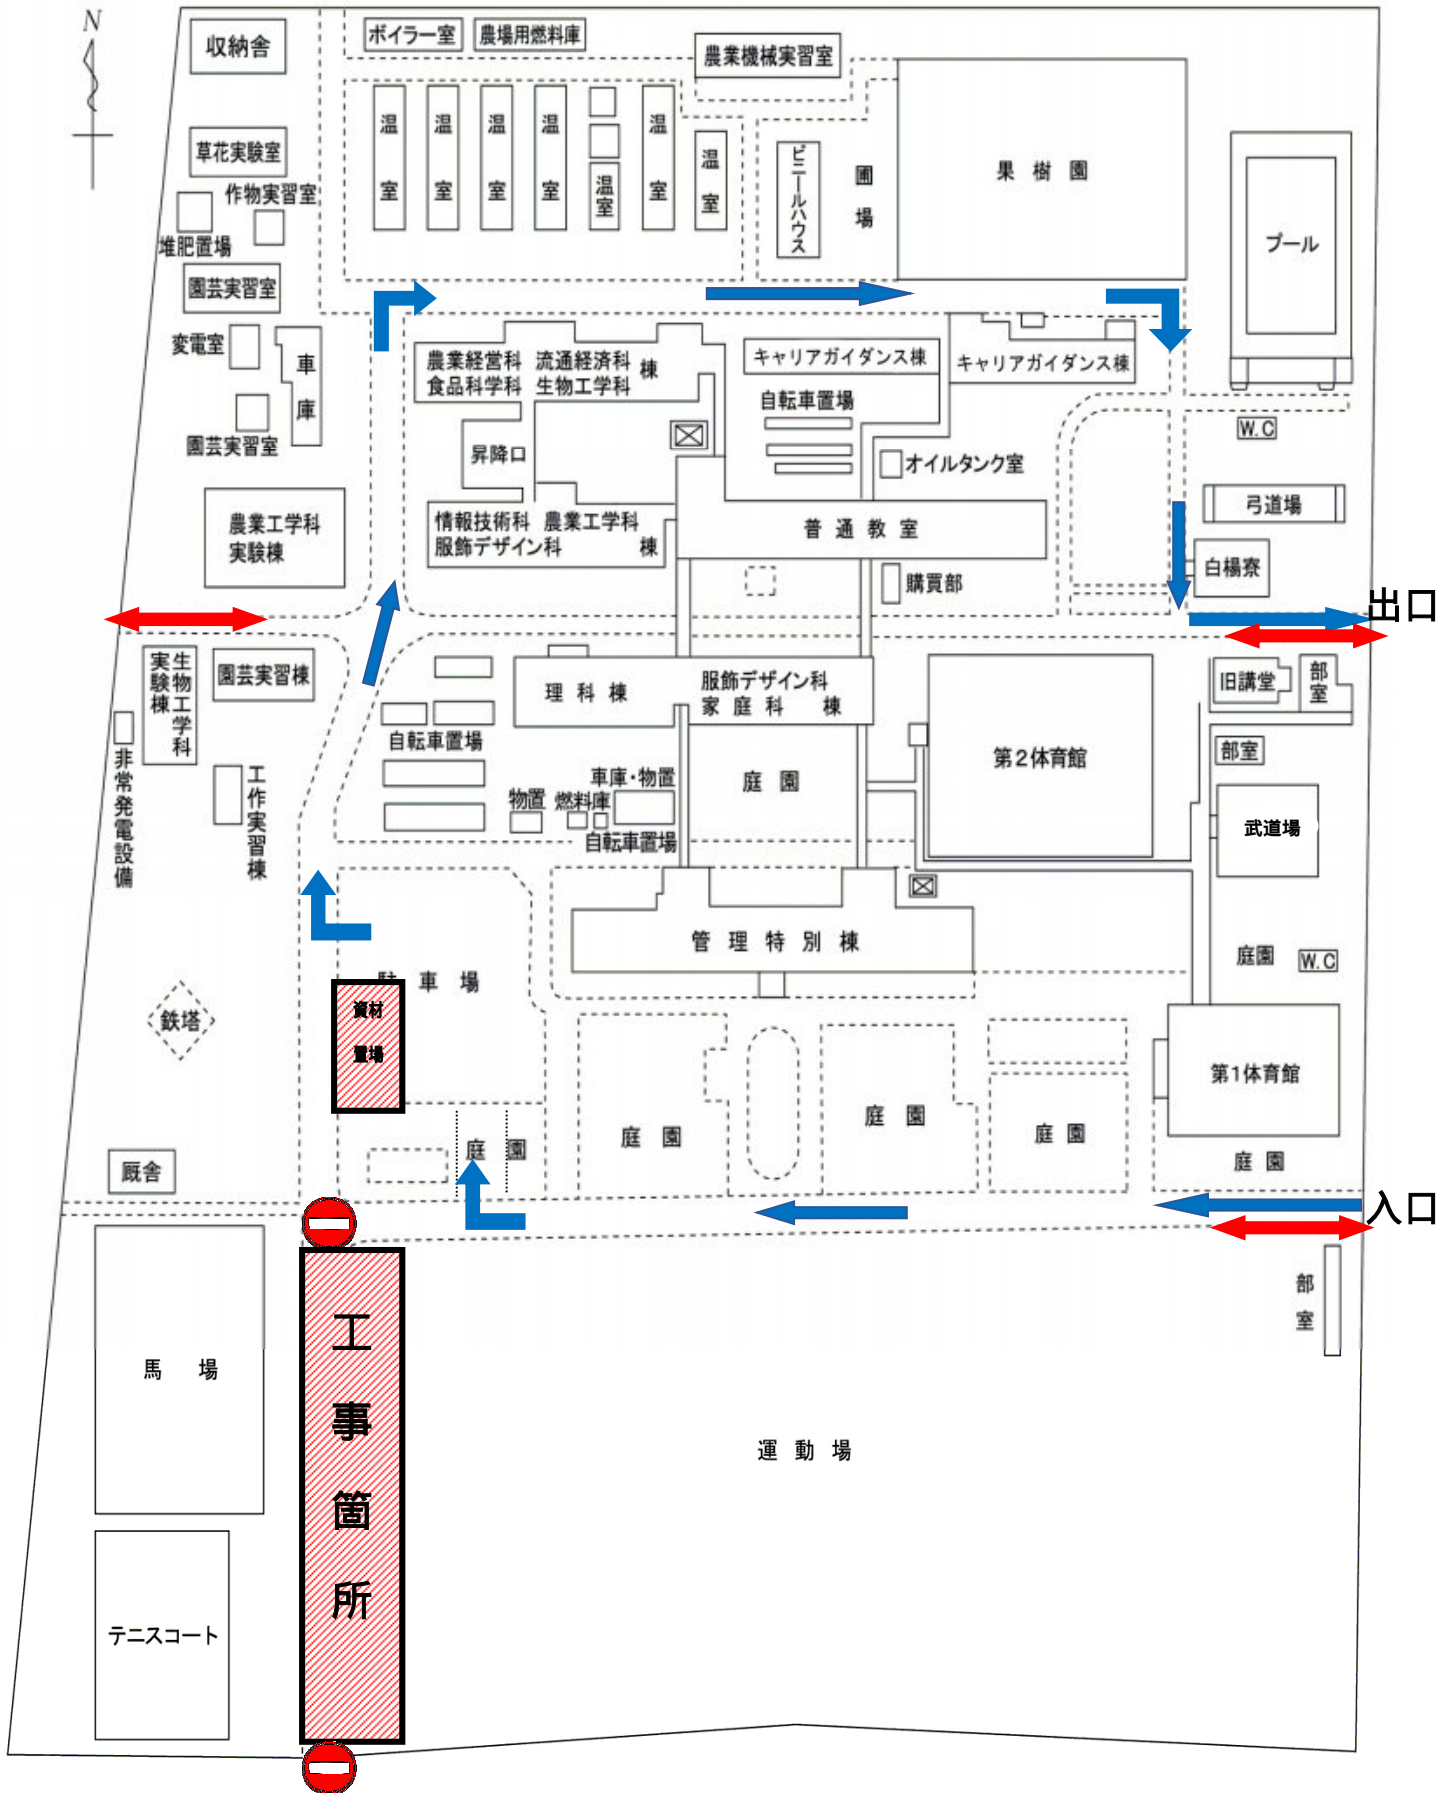 N
収納舎
ボイラー室
農場用燃料庫
農業機械実習室
草花実験室
作物実習室
堆肥置場
園芸実習室
変電室
車庫
園芸実習室
農業工学科
実験棟
温室
温室
温室
温室
温室
温室
温室
ビニールハウス
圃場
果樹園
プール
農業経営科 流通経済科 棟
食品科学科 生物工学科
昇降口
情報技術科 農業工学科
服飾デザイン科 棟
キャリアガイダンス棟
キャリアガイダンス棟
自転車置場
オイルタンク室
普通教室
購買部
W.C
弓道場
白楊寮
出口
生物工学科
実験棟
園芸実習棟
非常発電設備
工作実習棟
自転車置場
理科棟
服飾デザイン科
家庭科 棟
物置
燃料庫
車庫・物置
自転車置場
庭園
第2体育館
旧講堂
部室
部室
武道場
管理特別棟
庭園
W.C
駐車場
資材
置場
鉄塔
第1体育館
庭園
庭園
庭園
庭園
庭園
厩舎
入口
部室
馬場
工事箇所
運動場
テニスコート